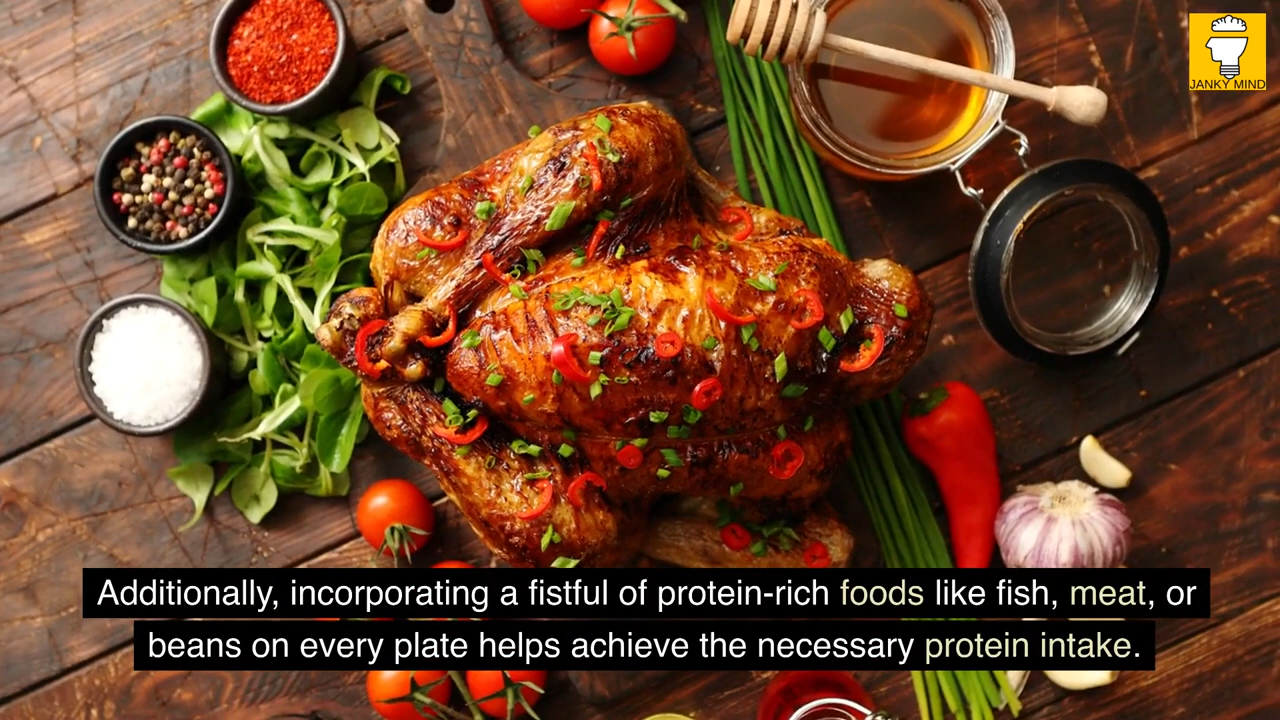 JANKY MIND
Additionally, incorporating a fistful of protein-rich foods like fish, meat, or
beans on every plate helps achieve the necessary protein intake.